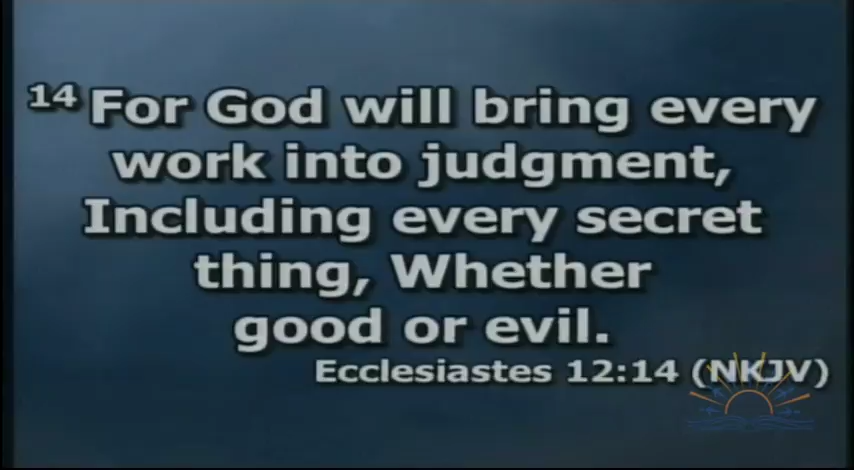 14 For God will bring every
work into judgment,
Including every secret
thing, Whether
good or evil.
Ecclesiastes 12:14 (NKJV)